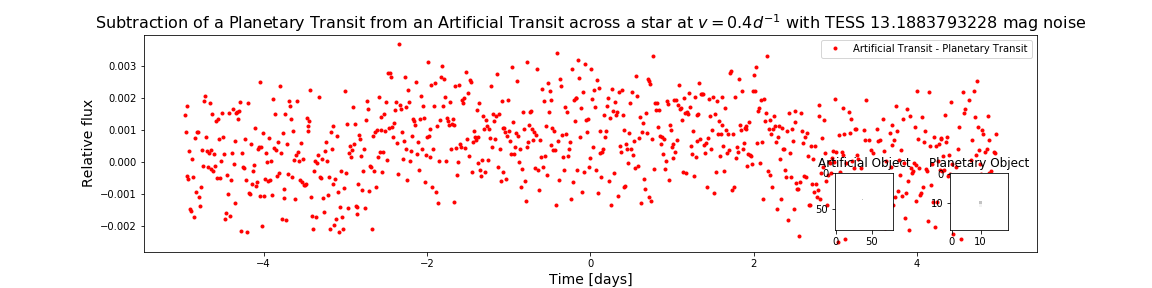 Subtraction of a Planetary Transit from an Artificial Transit across a star at v = 0.4d⁻¹ with TESS 13.1883793228 mag noise
Artificial Transit - Planetary Transit
Relative flux
0.003
0.002
0.001
0.000
−0.001
−0.002
Artificial Object
0
50
0 50
Planetary Object
0
10
0 10
−4 −2 0 2 4
Time [days]